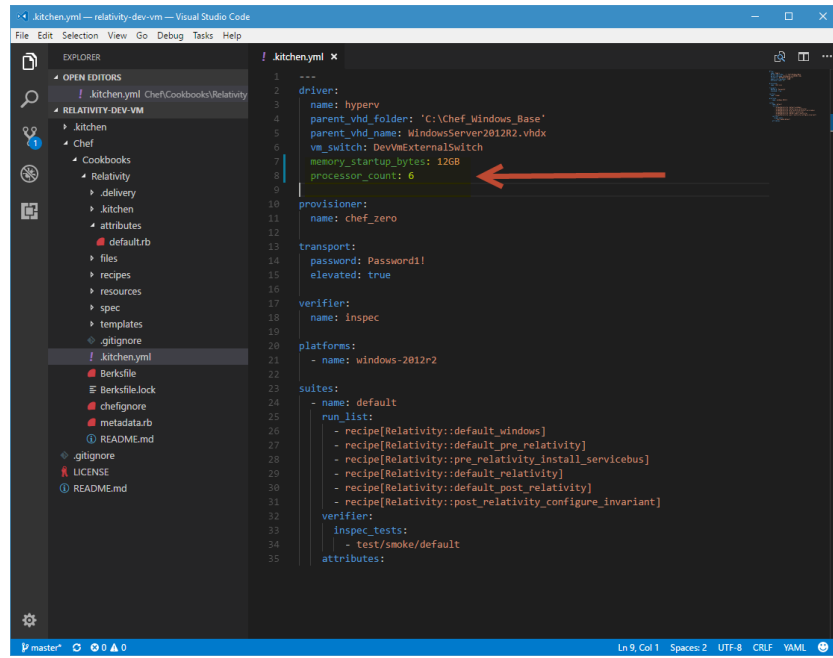 .kitchen.yml — relativity-dev-vm — Visual Studio Code
File Edit Selection View Go Debug Tasks Help
EXPLORER
OPEN EDITORS
! .kitchen.yml Chef\Cookbooks\Relativity
RELATIVITY-DEV-VM
.kitchen
Chef
Cookbooks
Relativity
.delivery
.kitchen
attributes
default.rb
files
recipes
resources
spec
templates
.gitignore
! .kitchen.yml
Berksfile
Berksfile.lock
chefignore
metadata.rb
README.md
.gitignore
LICENSE
README.md
1
! .kitchen.yml ×
1 ---
2 driver:
3 name: hyperv
4 parent_vhd_folder: 'C:\Chef_Windows_Base'
5 parent_vhd_name: WindowsServer2012R2.vhdx
6 vm_switch: DevVmExternalSwitch
7 memory_startup_bytes: 12GB
8 processor_count: 6
9
10 provisioner:
11 name: chef_zero
12
13 transport:
14 password: Password1!
15 elevated: true
16
17 verifier:
18 name: inspec
19
20 platforms:
21 - name: windows-2012r2
22
23 suites:
24 - name: default
25 run_list:
26 - recipe[Relativity::default_windows]
27 - recipe[Relativity::default_pre_relativity]
28 - recipe[Relativity::pre_relativity_install_servicebus]
29 - recipe[Relativity::default_relativity]
30 - recipe[Relativity::default_post_relativity]
31 - recipe[Relativity::post_relativity_configure_invariant]
32 verifier:
33 inspec_tests:
34 - test/smoke/default
35 attributes:
master* 0 0 Ln 9, Col 1 Spaces: 2 UTF-8 CRLF YAML